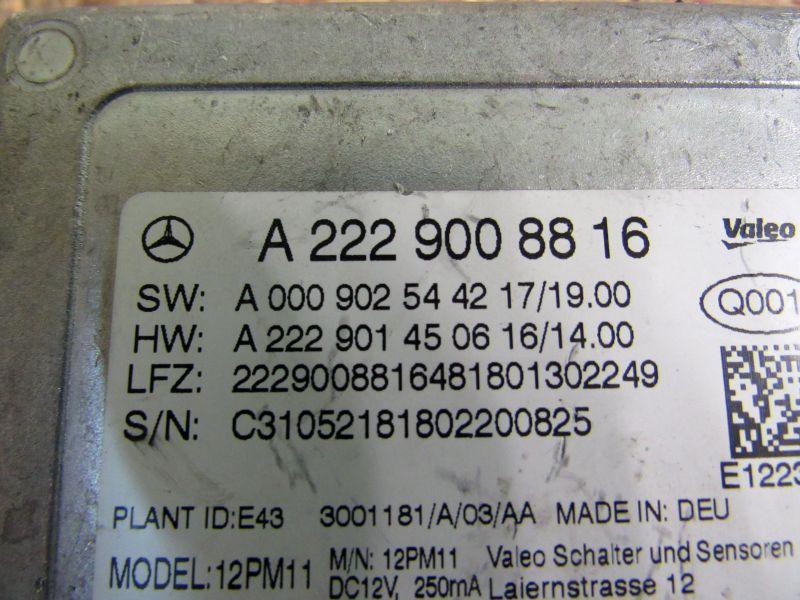 A 222 900 88 16 Valeo
SW: A 000 902 54 42 17/19.00
HW: A 222 901 45 06 16/14.00 Q001
LFZ: 2229008816481801302249
S/N: C31052181802200825
E1223
PLANT ID:E43 3001181/A/03/AA MADE IN: DEU
MODEL:12PM11 M/N: 12PM11 Valeo Schalter und Sensoren
DC12V, 250mA Laiernstrasse 12